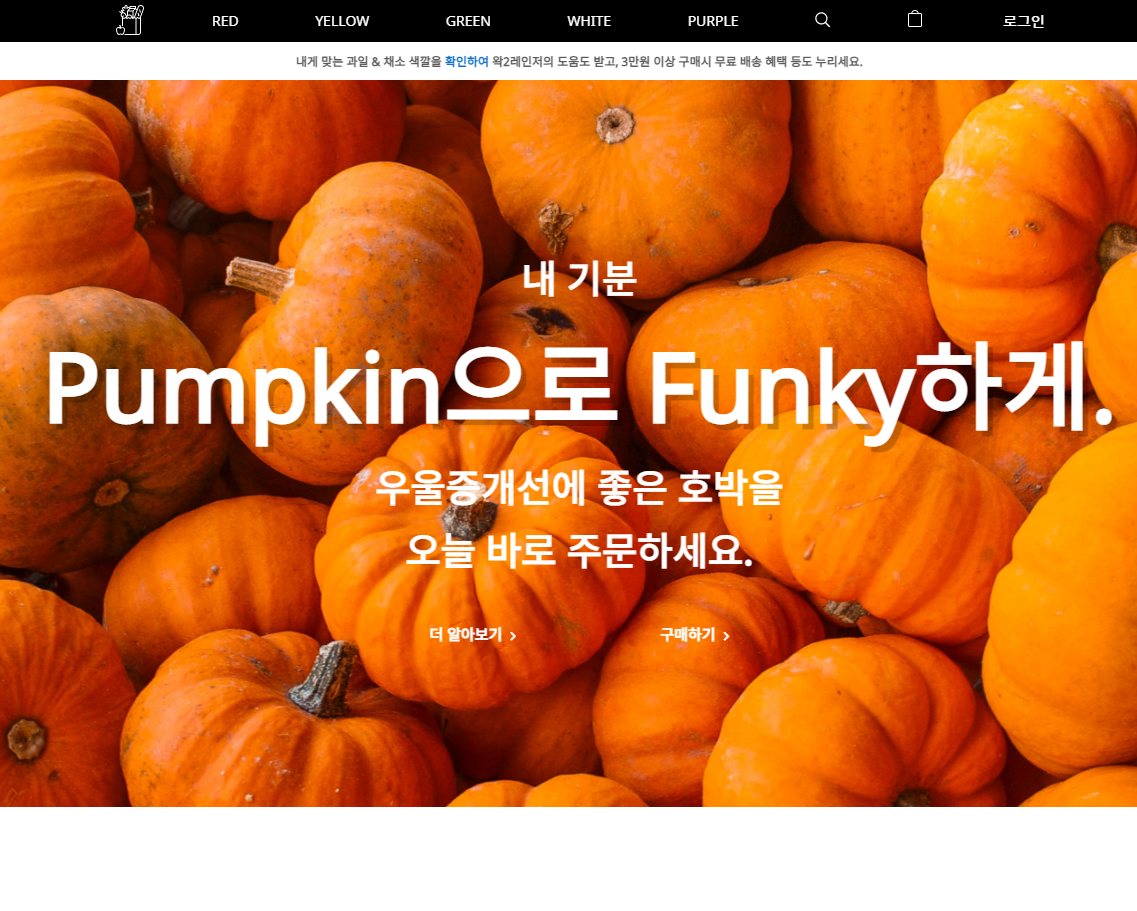 RED YELLOW GREEN WHITE PURPLE 로그인
내게 맞는 과일 & 채소 색깔을 확인하여 왁2레인저의 도움도 받고, 3만원 이상 구매시 무료 배송 혜택 등도 누리세요.
내 기분
Pumpkin으로 Funky하게.
우울증개선에 좋은 호박을
오늘 바로 주문하세요.
더 알아보기 > 구매하기 >